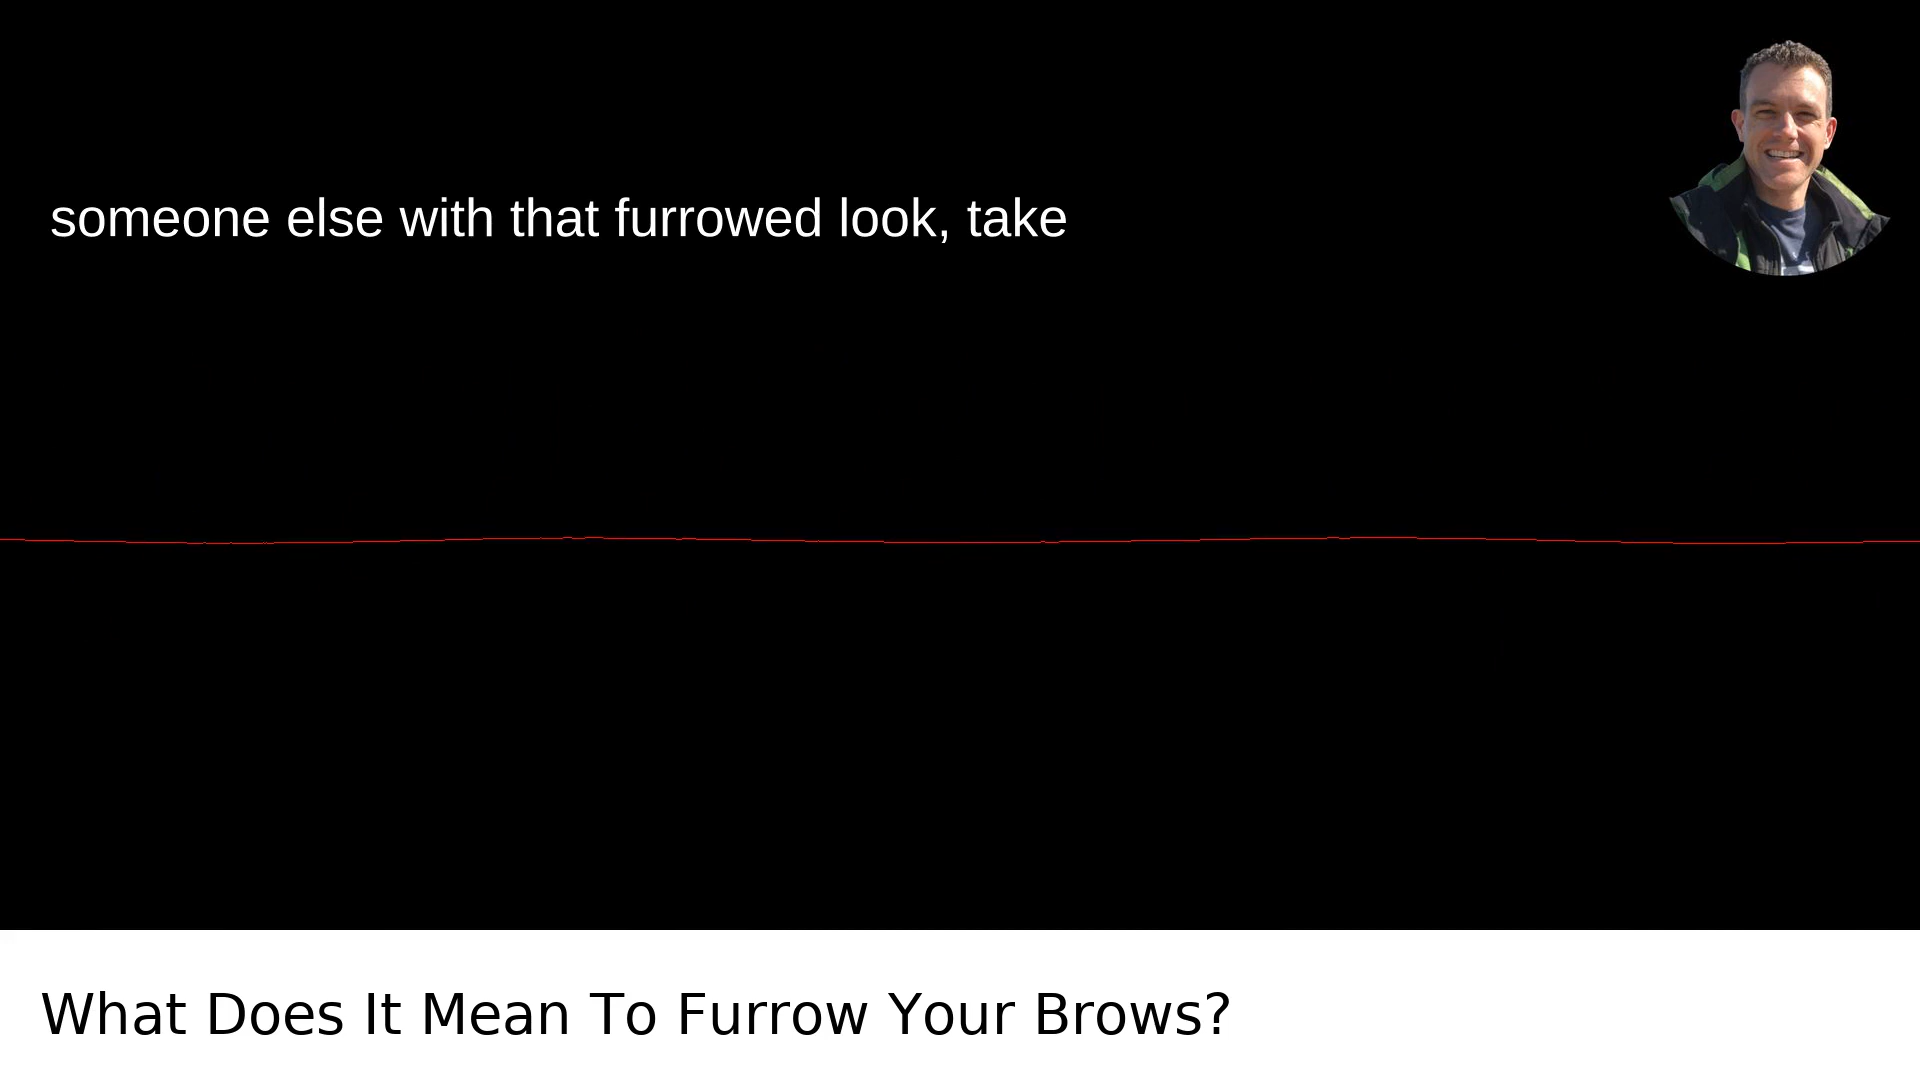 someone else with that furrowed look, take
What Does It Mean To Furrow Your Brows?